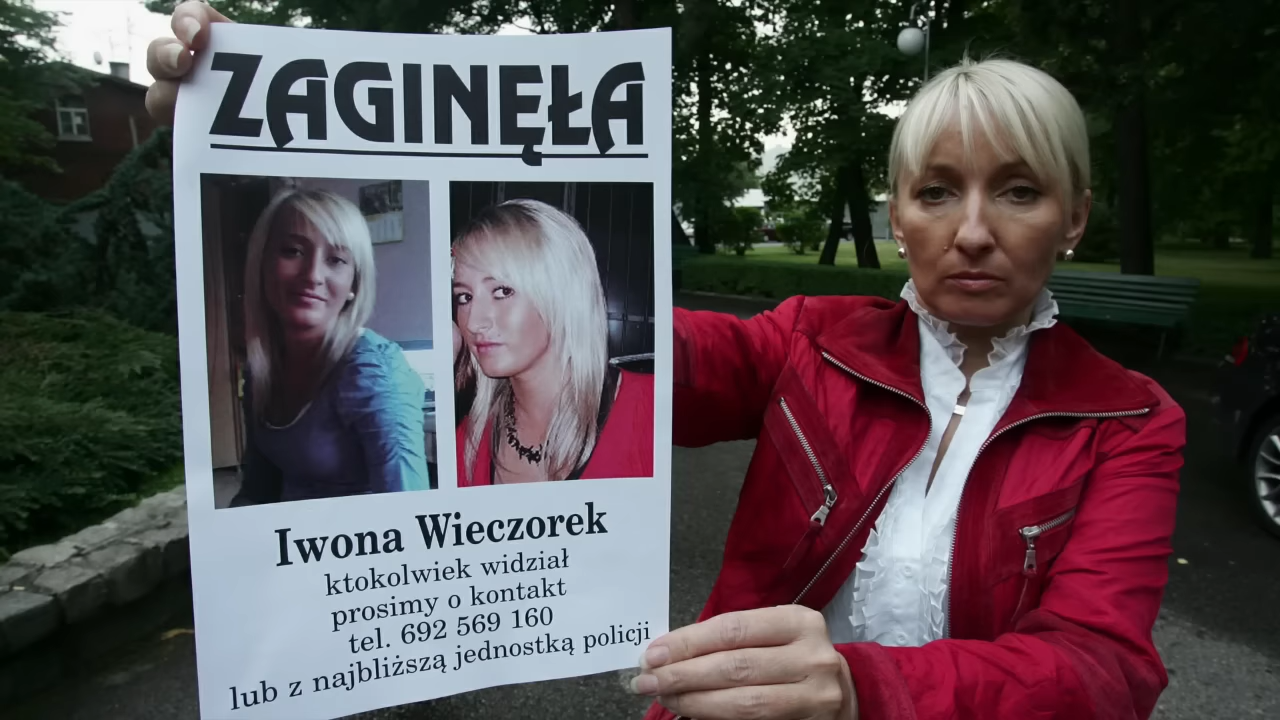 ZAGINĘŁA
Iwona Wieczorek
ktokolwiek widział
prosimy o kontakt
tel. 692 569 160
lub z najbliższą jednostką policji